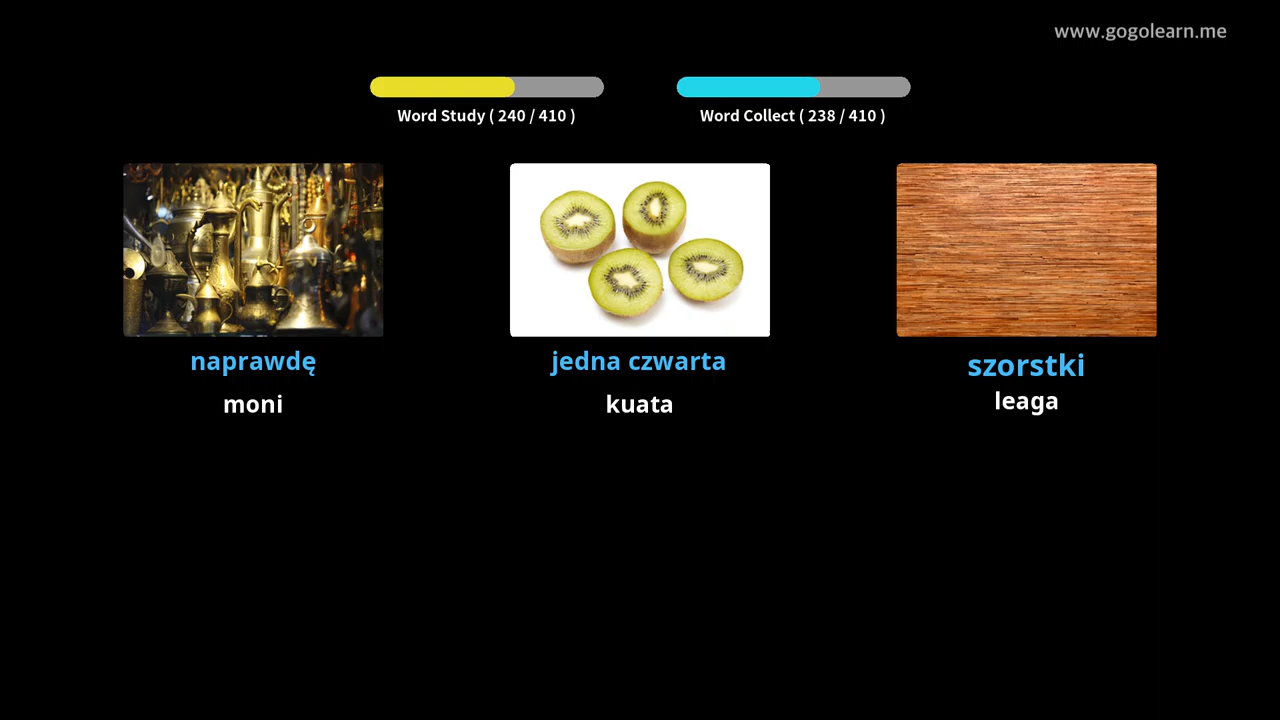 www.gogolearn.me
Word Study ( 240 / 410 )
Word Collect ( 238 / 410 )
naprawdę
jedna czwarta
szorstki
moni
kuata
leaga